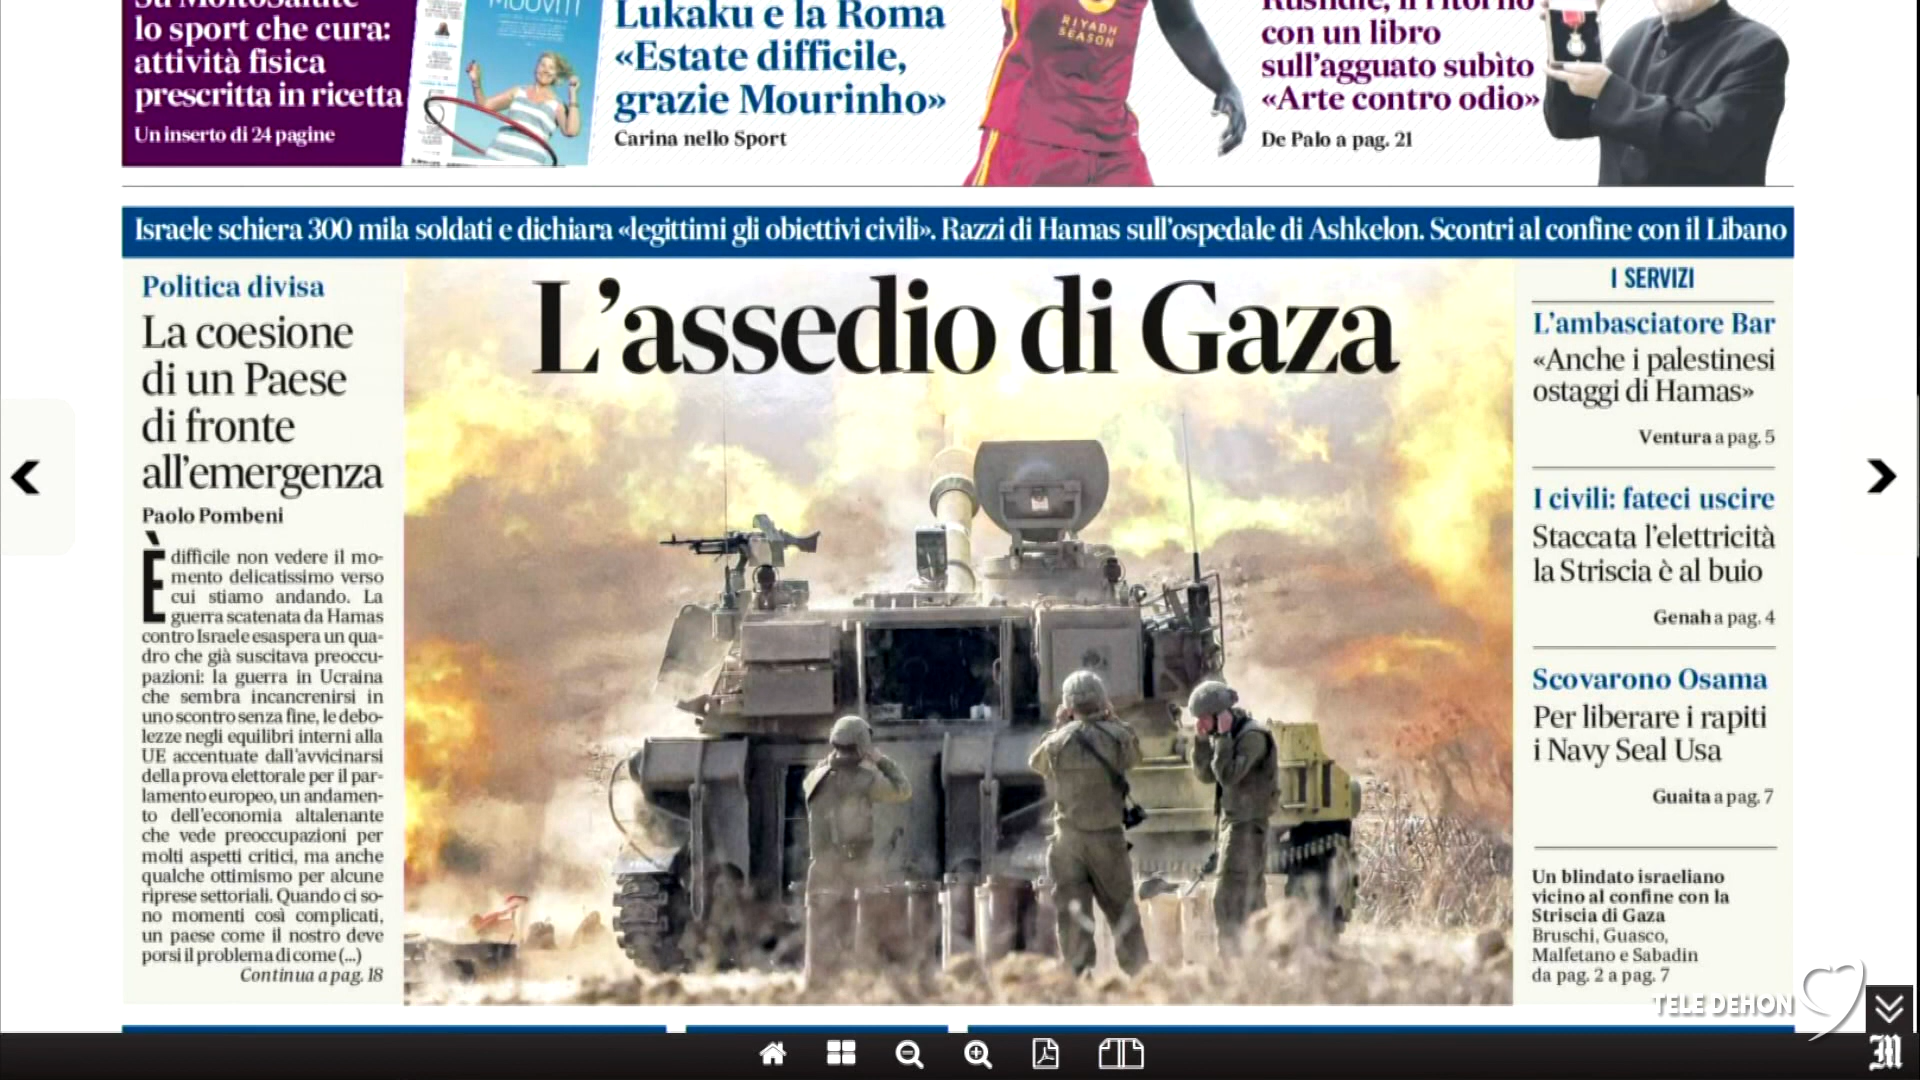 Su MoltoSalute
lo sport che cura:
attività fisica
prescritta in ricetta
Un inserto di 24 pagine
MUOVITI
Lukaku e la Roma
«Estate difficile,
grazie Mourinho»
Carina nello Sport
RIYADH
SEASON
Rushdie, il ritorno
con un libro
sull'agguato subìto
«Arte contro odio»
De Palo a pag. 21
Israele schiera 300 mila soldati e dichiara «legittimi gli obiettivi civili». Razzi di Hamas sull'ospedale di Ashkelon. Scontri al confine con il Libano
Politica divisa
La coesione
di un Paese
di fronte
all'emergenza
Paolo Pombeni
È difficile non vedere il mo-
mento delicatissimo verso
cui stiamo andando. La
guerra scatenata da Hamas
contro Israele esaspera un qua-
dro che già suscitava preoccu-
pazioni: la guerra in Ucraina
che sembra incancrenirsi in
uno scontro senza fine, le debo-
lezze negli equilibri interni alla
UE accentuate dall'avvicinarsi
della prova elettorale per il par-
lamento europeo, un andamen-
to dell'economia altalenante
che vede preoccupazioni per
molti aspetti critici, ma anche
qualche ottimismo per alcune
riprese settoriali. Quando ci so-
no momenti così complicati,
un paese come il nostro deve
porsi il problema di come (...)
Continua a pag. 18
L'assedio di Gaza
I SERVIZI
L'ambasciatore Bar
«Anche i palestinesi
ostaggi di Hamas»
Ventura a pag. 5
I civili: fateci uscire
Staccata l'elettricità
la Striscia è al buio
Genah a pag. 4
Scovarono Osama
Per liberare i rapiti
i Navy Seal Usa
Guaita a pag. 7
Un blindato israeliano
vicino al confine con la
Striscia di Gaza
Bruschi, Guasco,
Malfetano e Sabadin
da pag. 2 a pag. 7
TELE DEHON
M